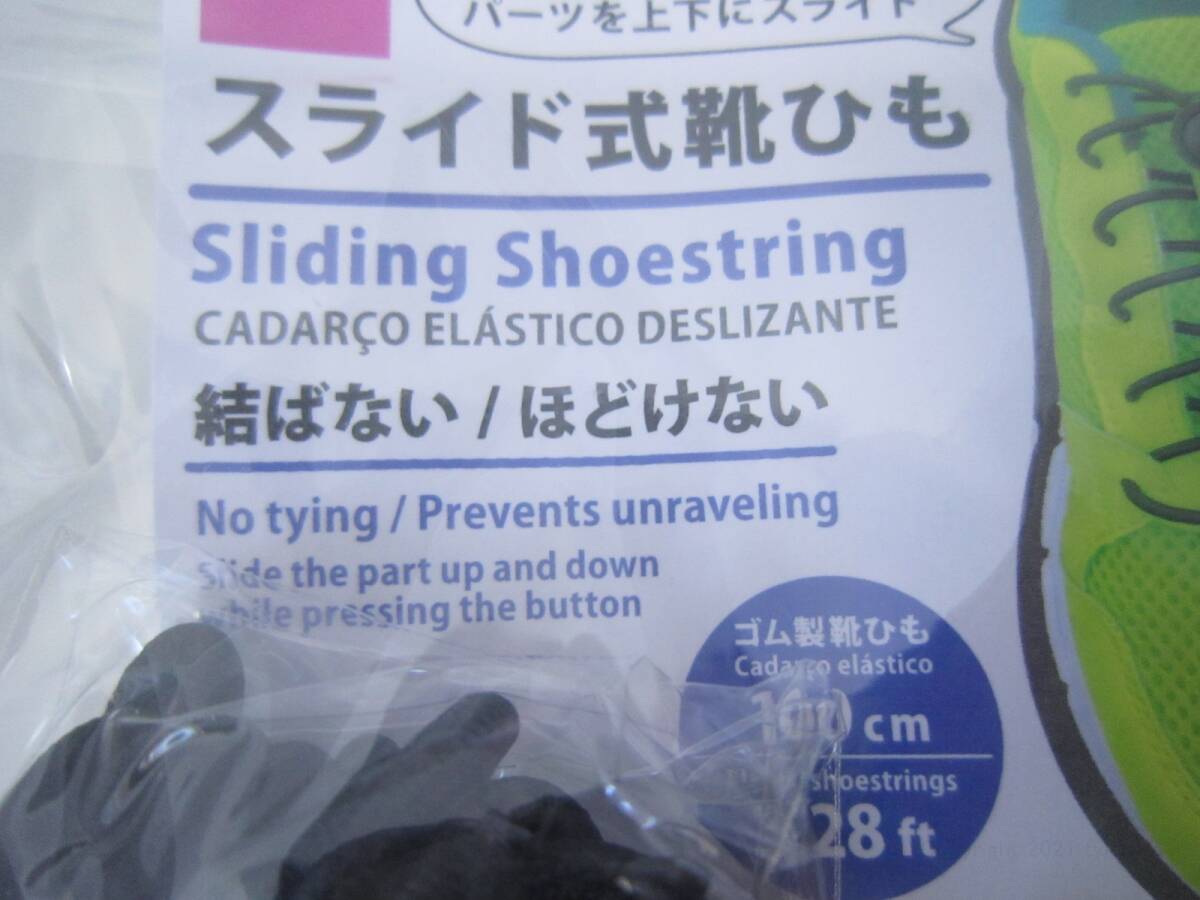 パーツを上下にスライド
スライド式靴ひも
Sliding Shoestring
CADARÇO ELÁSTICO DESLIZANTE
結ばない/ほどけない
No tying / Prevents unraveling
Slide the part up and down
while pressing the button
ゴム製靴ひも
Cadarço elástico
cm
shoestrings
28 ft